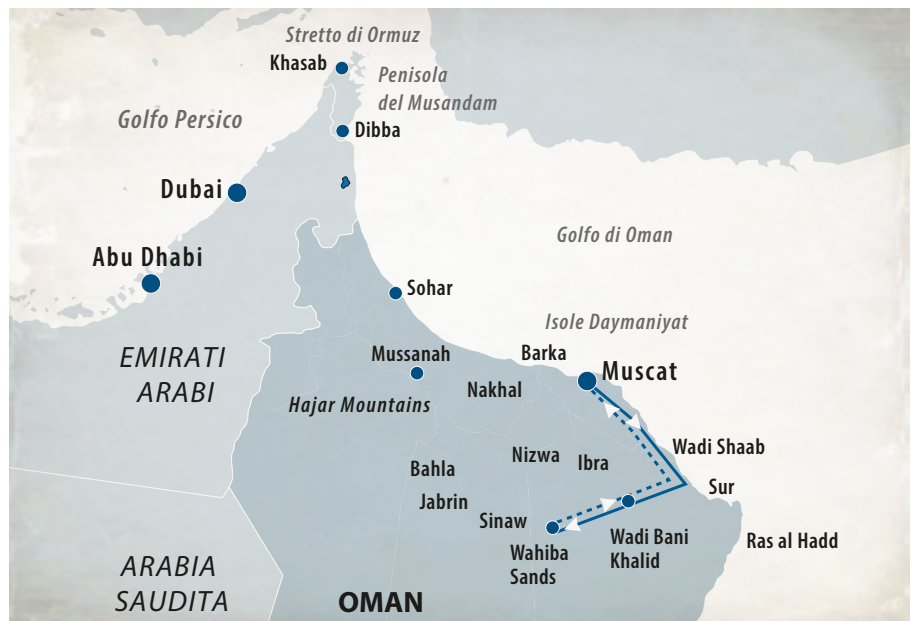 Stretto di Ormuz
Khasab
Penisola
del Musandam
Golfo Persico
Dibba
Dubai
Golfo di Oman
Abu Dhabi
Sohar
Isole Daymaniyat
EMIRATI
ARABI
Mussanah
Barka
Muscat
Nakhal
Hajar Mountains
Wadi Shaab
Nizwa
Ibra
Bahla
Jabrin
Sur
Sinaw
Wahiba
Sands
Wadi Bani
Khalid
Ras al Hadd
ARABIA
SAUDITA
OMAN